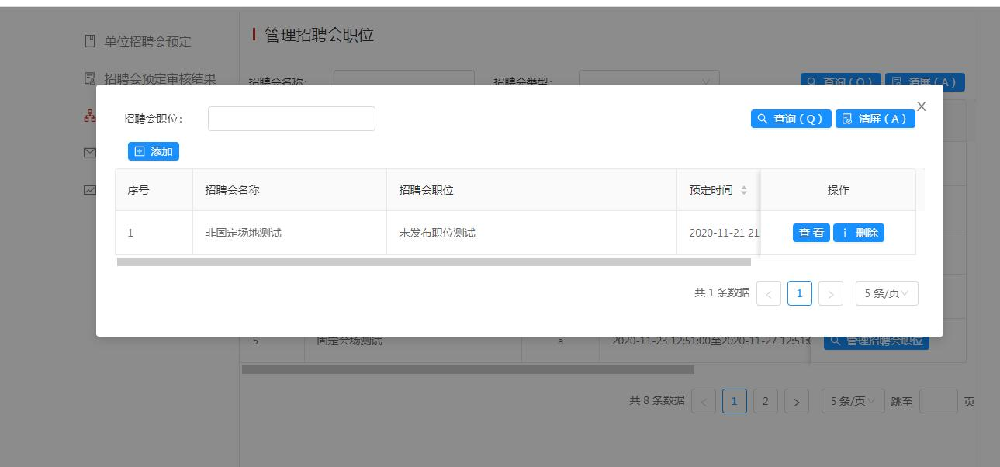 管理招聘会职位
单位招聘会预定
招聘会预定审核结果
招聘会名称:
招聘会类型:
查询 ( Q )
清屏 ( A )
X
招聘会职位:
查询 ( Q )
清屏 ( A )
添加
序号 招聘会名称 招聘会职位 预定时间 操作
1 非固定场地测试 未发布职位测试 2020-11-21 21 查 看 删除
共 1 条数据 < 1 > 5 条/页
5 固定会场测试 a 2020-11-23 12:51:00至2020-11-27 12:51:0 管理招聘会职位
共 8 条数据 < 1 2 > 5 条/页 跳至 页